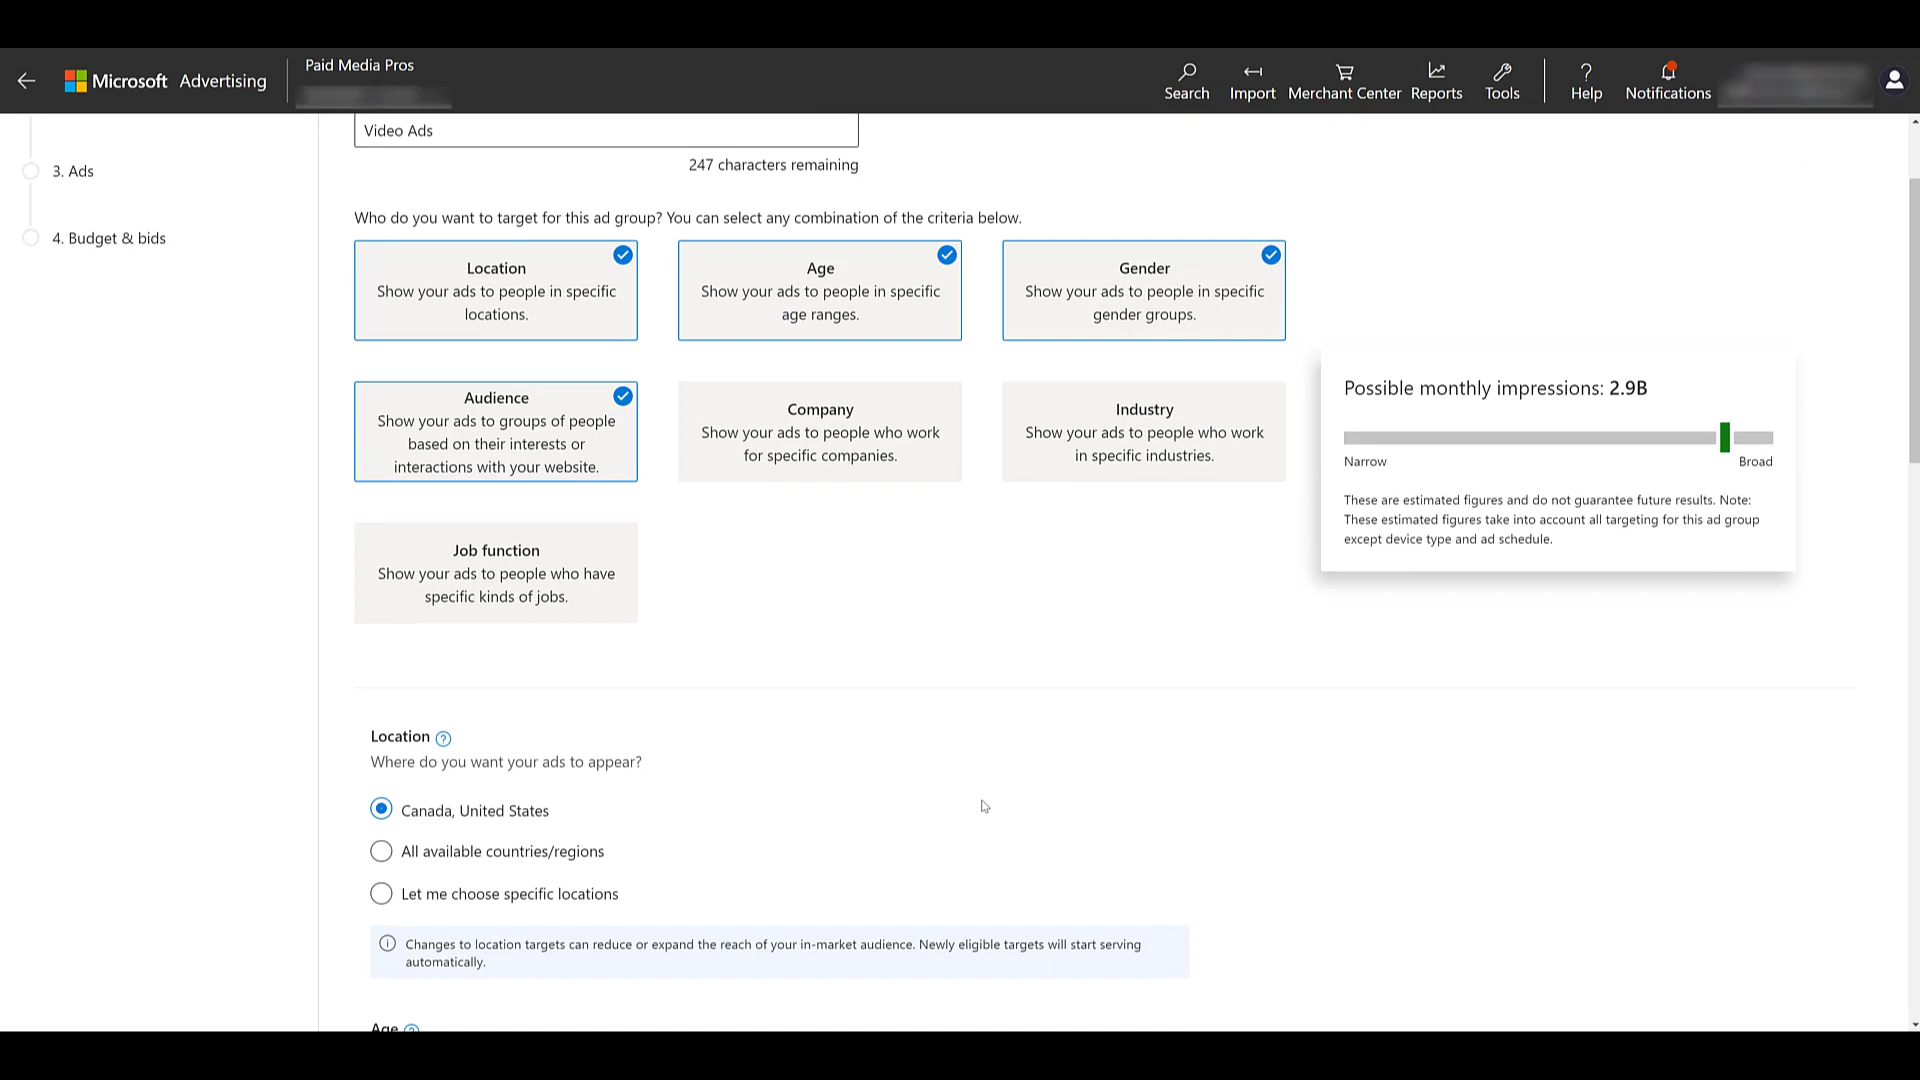 Microsoft Advertising
Paid Media Pros
Search
Import
Merchant Center
Reports
Tools
Help
Notifications
3. Ads
4. Budget & bids
Video Ads
247 characters remaining
Who do you want to target for this ad group? You can select any combination of the criteria below.
Location
Show your ads to people in specific
locations.
Age
Show your ads to people in specific
age ranges.
Gender
Show your ads to people in specific
gender groups.
Audience
Show your ads to groups of people
based on their interests or
interactions with your website.
Company
Show your ads to people who work
for specific companies.
Industry
Show your ads to people who work
in specific industries.
Job function
Show your ads to people who have
specific kinds of jobs.
Possible monthly impressions: 2.9B
Narrow
Broad
These are estimated figures and do not guarantee future results. Note:
These estimated figures take into account all targeting for this ad group
except device type and ad schedule.
Location
Where do you want your ads to appear?
Canada, United States
All available countries/regions
Let me choose specific locations
Changes to location targets can reduce or expand the reach of your in-market audience. Newly eligible targets will start serving
automatically.
Age